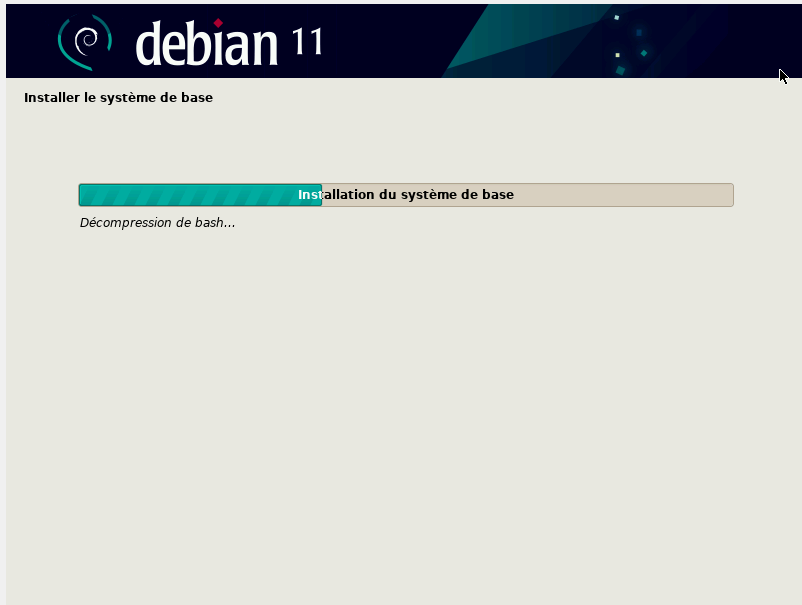 debian 11
Installer le système de base
Installation du système de base
Décompression de bash...